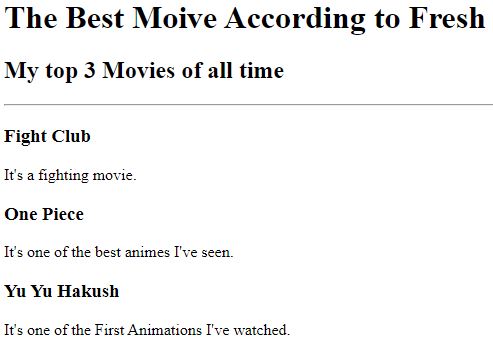 The Best Moive According to Fresh
My top 3 Movies of all time
Fight Club
It's a fighting movie.
One Piece
It's one of the best animes I've seen.
Yu Yu Hakush
It's one of the First Animations I've watched.